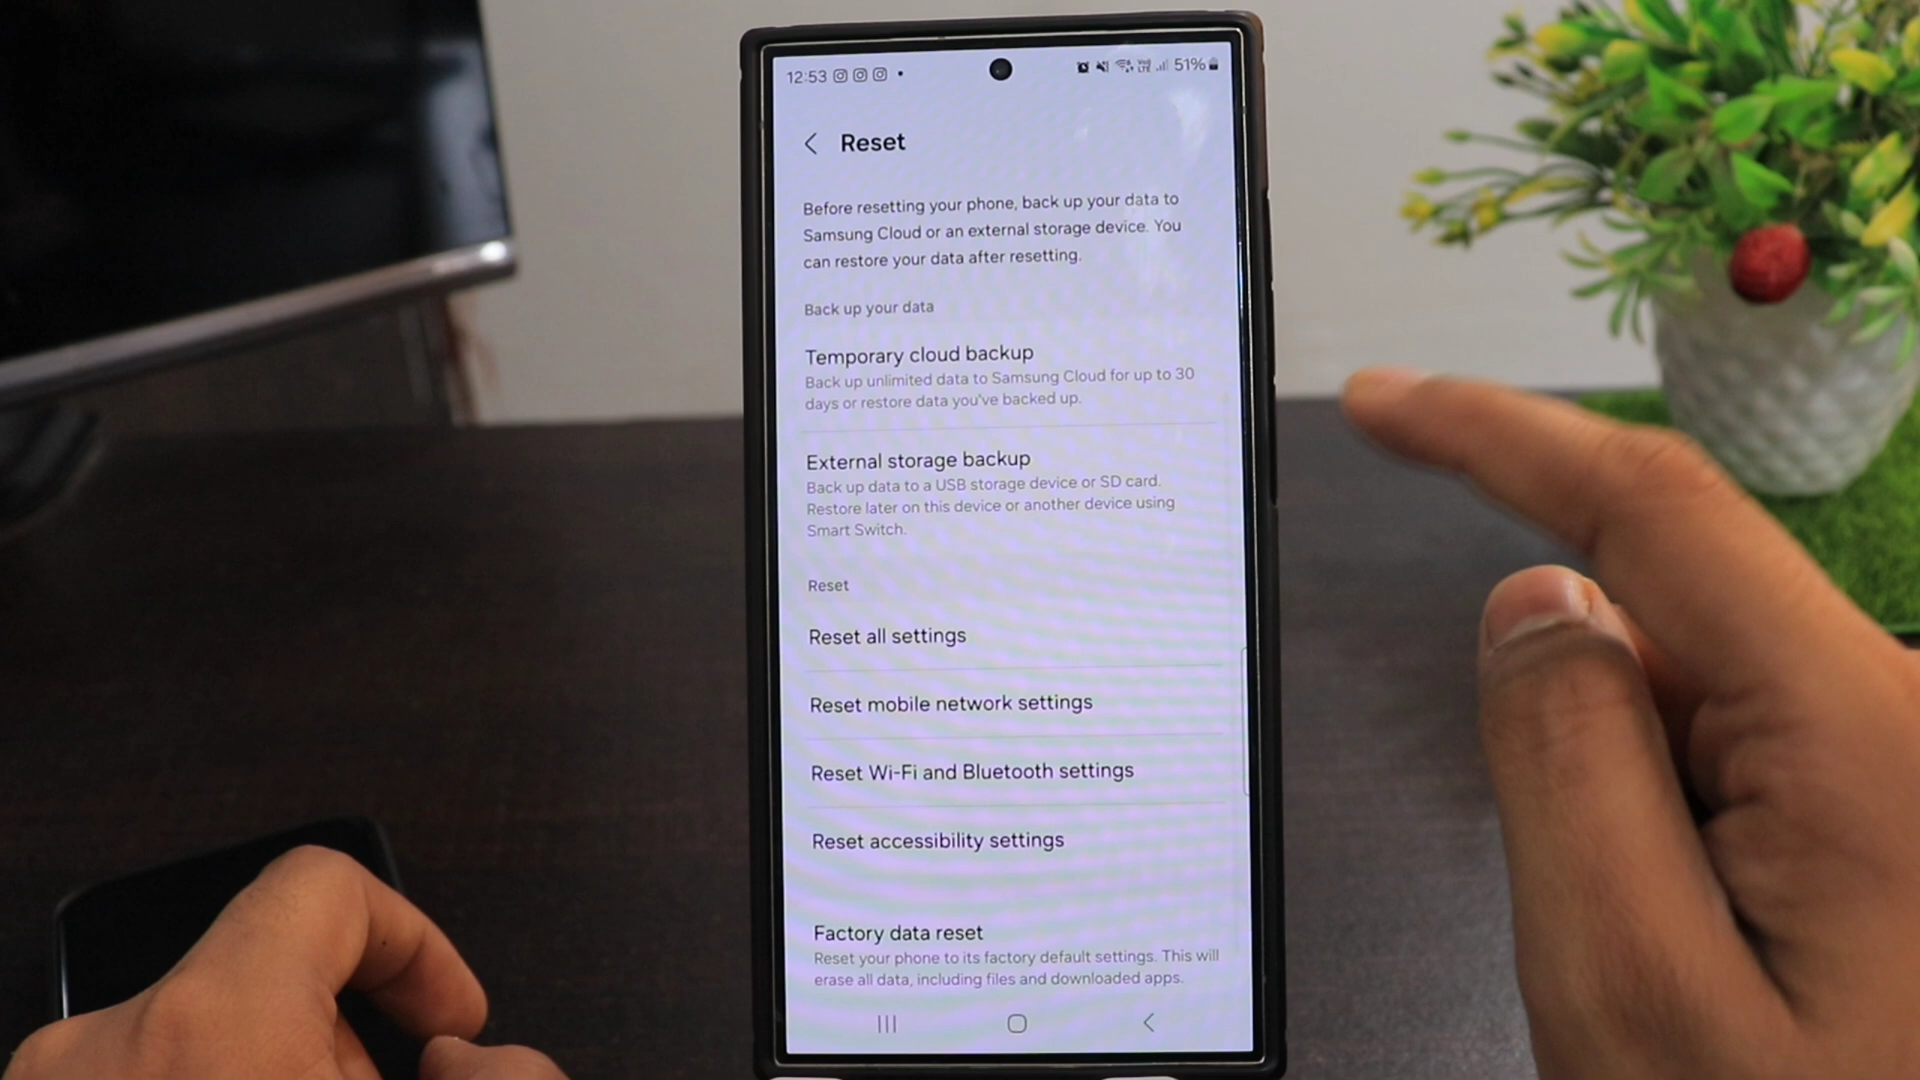 12:53 51%
Reset
Before resetting your phone, back up your data to
Samsung Cloud or an external storage device. You
can restore your data after resetting.
Back up your data
Temporary cloud backup
Back up unlimited data to Samsung Cloud for up to 30
days or restore data you've backed up.
External storage backup
Back up data to a USB storage device or SD card.
Restore later on this device or another device using
Smart Switch.
Reset
Reset all settings
Reset mobile network settings
Reset Wi-Fi and Bluetooth settings
Reset accessibility settings
Factory data reset
Reset your phone to its factory default settings. This will
erase all data, including files and downloaded apps.